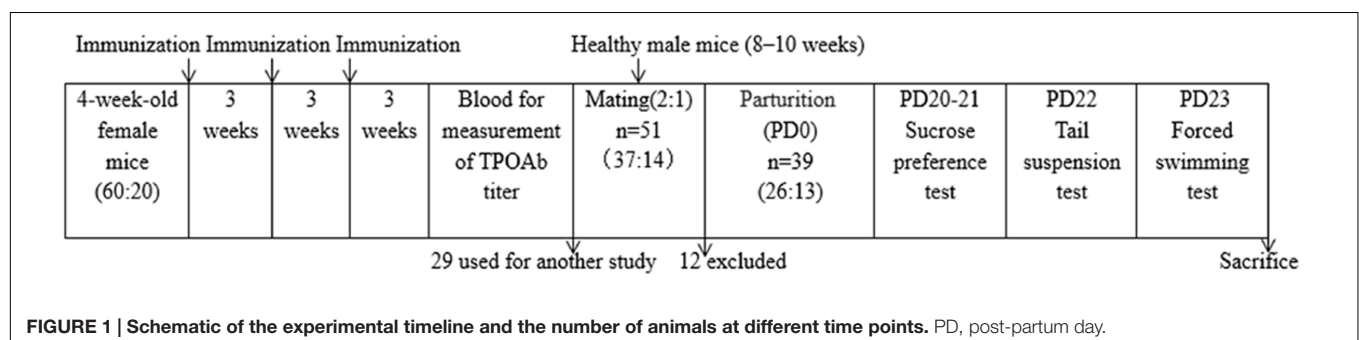 Immunization Immunization Immunization
Healthy male mice (8–10 weeks)
4-week-old
female
mice
(60:20)
3
weeks
3
weeks
3
weeks
Blood for
measurement
of TPOAb
titer
Mating(2:1)
n=51
(37:14)
Parturition
(PD0)
n=39
(26:13)
PD20-21
Sucrose
preference
test
PD22
Tail
suspension
test
PD23
Forced
swimming
test
29 used for another study
12 excluded
Sacrifice
FIGURE 1 | Schematic of the experimental timeline and the number of animals at different time points. PD, post-partum day.